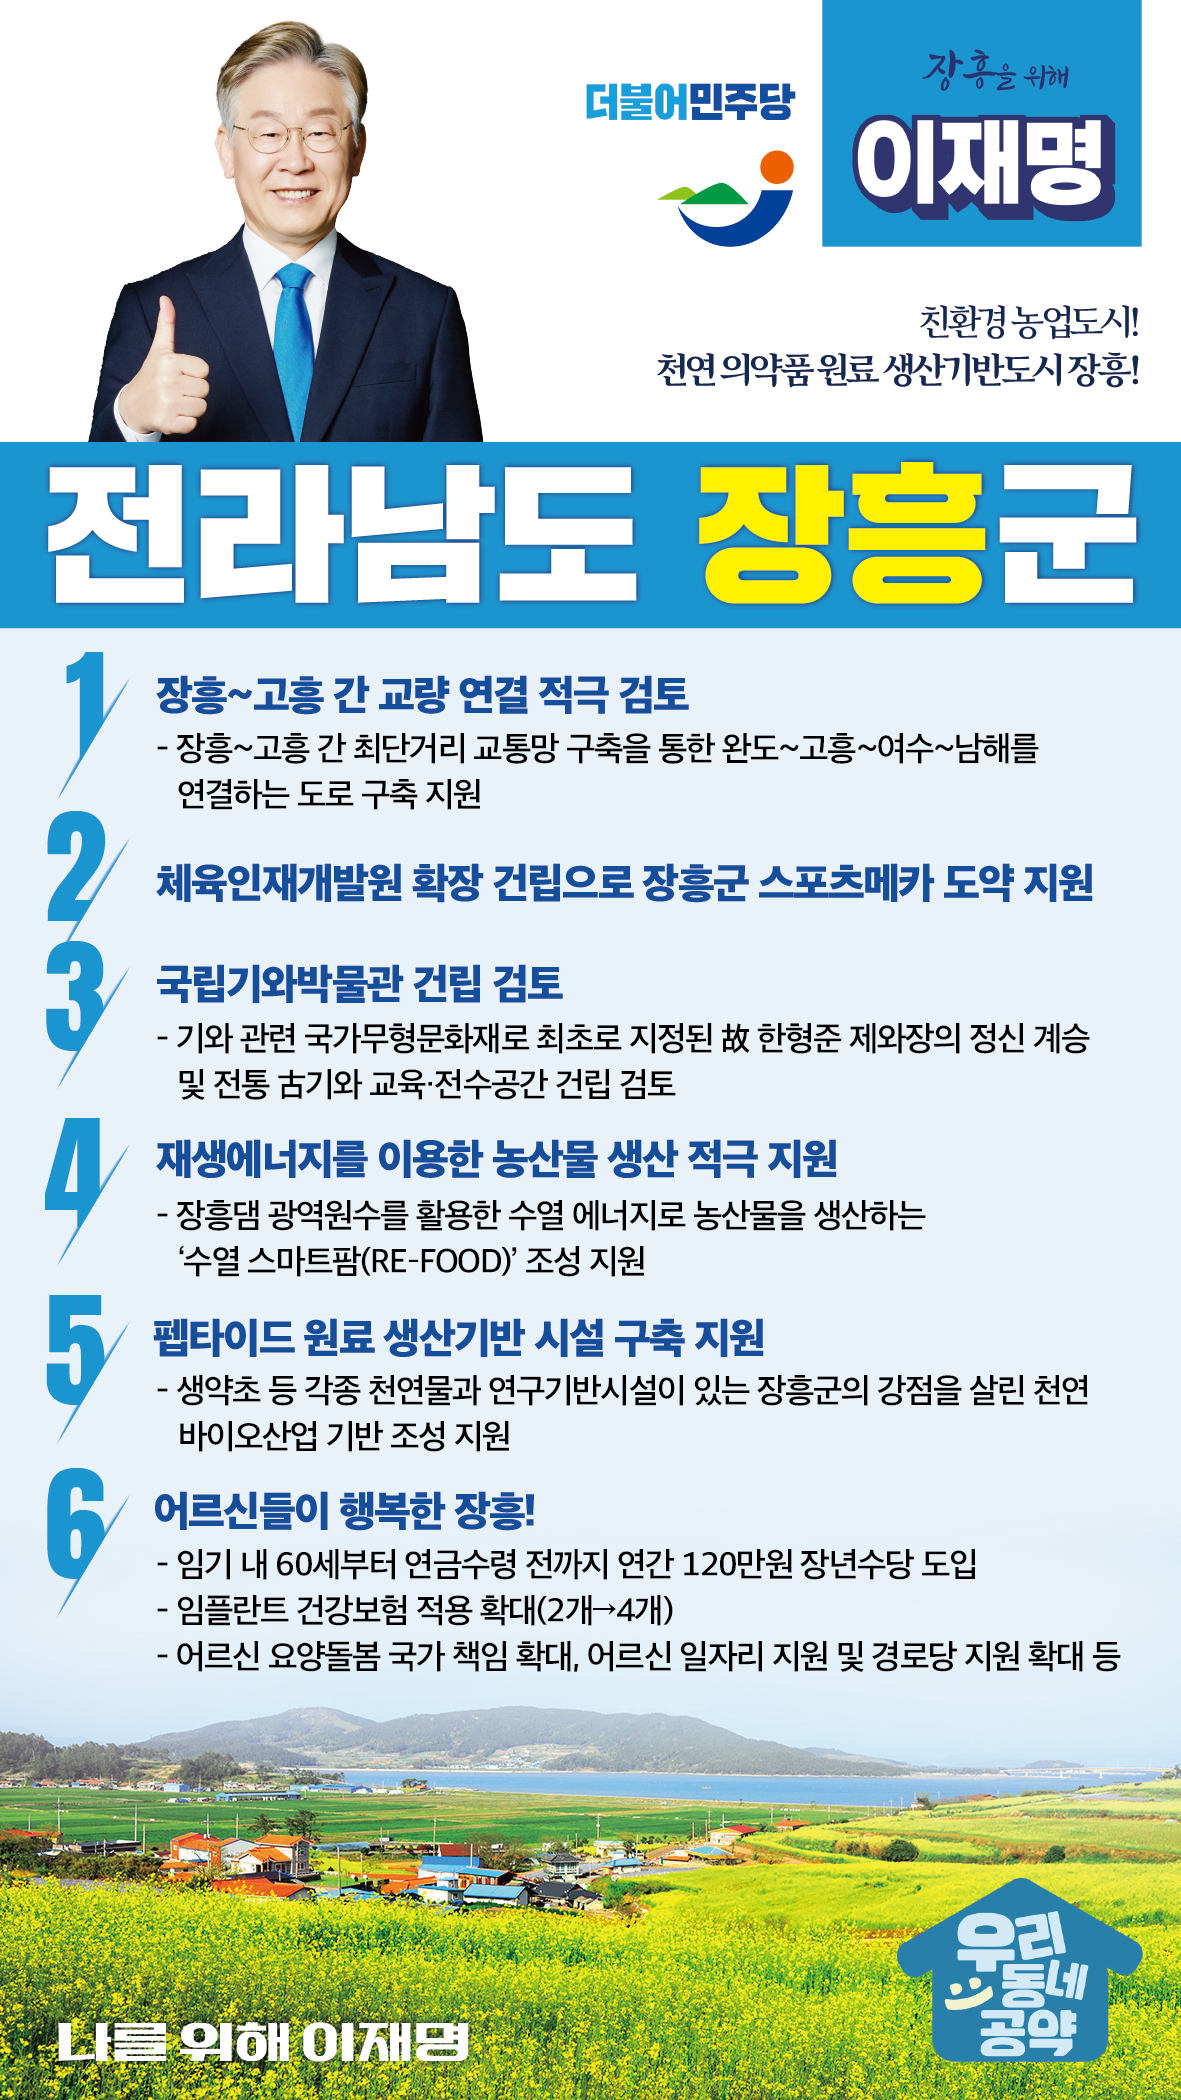 더불어민주당
장흥을 위해
이재명
친환경 농업도시!
천연 의약품 원료 생산기반도시 장흥!
전라남도 장흥군
1
장흥~고흥 간 교량 연결 적극 검토
- 장흥~고흥 간 최단거리 교통망 구축을 통한 완도~고흥~여수~남해를
연결하는 도로 구축 지원
2
체육인재개발원 확장 건립으로 장흥군 스포츠메카 도약 지원
3
국립기와박물관 건립 검토
- 기와 관련 국가무형문화재로 최초로 지정된 故 한형준 제와장의 정신 계승
및 전통 古기와 교육·전수공간 건립 검토
4
재생에너지를 이용한 농산물 생산 적극 지원
- 장흥댐 광역원수를 활용한 수열 에너지로 농산물을 생산하는
‘수열 스마트팜(RE-FOOD)’ 조성 지원
5
펩타이드 원료 생산기반 시설 구축 지원
- 생약초 등 각종 천연물과 연구기반시설이 있는 장흥군의 강점을 살린 천연
바이오산업 기반 조성 지원
6
어르신들이 행복한 장흥!
- 임기 내 60세부터 연금수령 전까지 연간 120만원 장년수당 도입
- 임플란트 건강보험 적용 확대(2개→4개)
- 어르신 요양돌봄 국가 책임 확대, 어르신 일자리 지원 및 경로당 지원 확대 등
우리
동네
공약
나를 위해 이재명